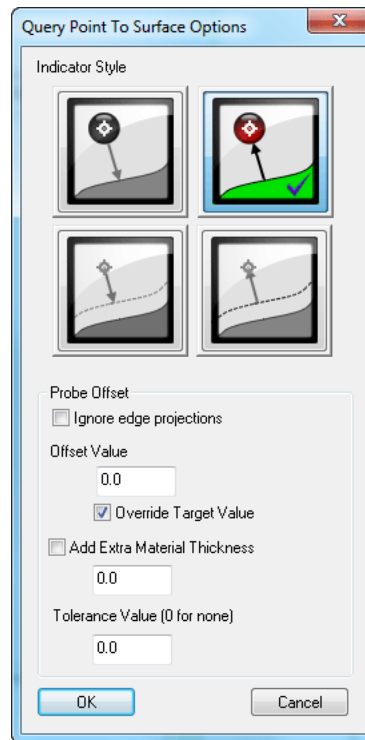 Query Point To Surface Options
Indicator Style
Probe Offset
Ignore edge projections
Offset Value
0.0
Override Target Value
Add Extra Material Thickness
0.0
Tolerance Value (0 for none)
0.0
OK
Cancel